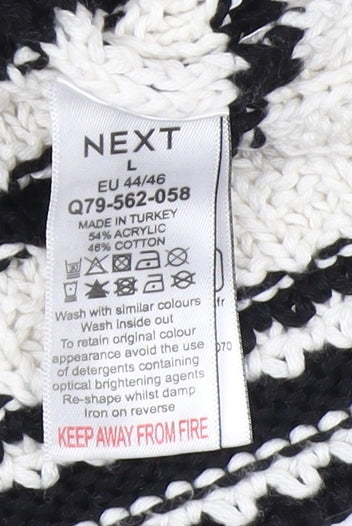 NEXT
L
EU 44/46
Q79-562-058
MADE IN TURKEY
54% ACRYLIC
46% COTTON
Wash with similar colours
Wash inside out
To retain original colour
appearance avoid the use
of detergents containing
optical brightening agents
Re-shape whilst damp
Iron on reverse
KEEP AWAY FROM FIRE
fr
070